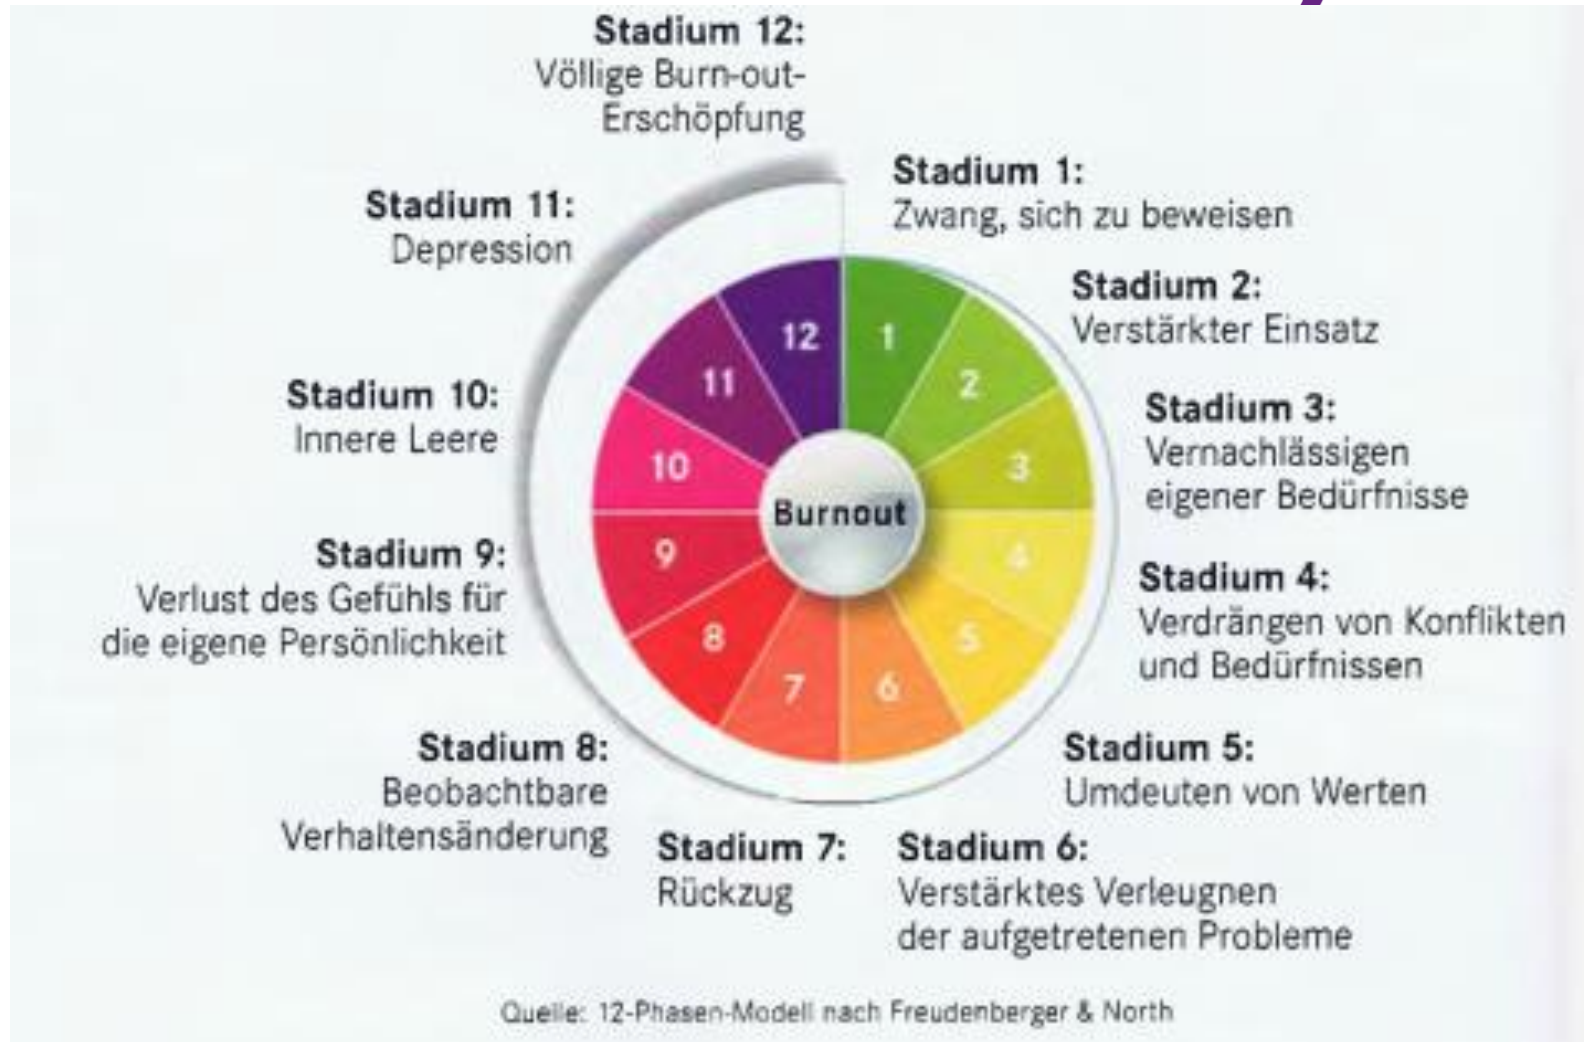 Stadium 12:
Völlige Burn-out-
Erschöpfung
Stadium 1:
Zwang, sich zu beweisen
Stadium 2:
Verstärkter Einsatz
Stadium 3:
Vernachlässigen
eigener Bedürfnisse
Stadium 4:
Verdrängen von Konflikten
und Bedürfnissen
Stadium 5:
Umdeuten von Werten
Stadium 6:
Verstärktes Verleugnen
der aufgetretenen Probleme
Stadium 7:
Rückzug
Stadium 8:
Beobachtbare
Verhaltensänderung
Stadium 9:
Verlust des Gefühls für
die eigene Persönlichkeit
Stadium 10:
Innere Leere
Stadium 11:
Depression
1
2
3
4
5
6
7
8
9
10
11
12
Burnout
Quelle: 12-Phasen-Modell nach Freudenberger & North